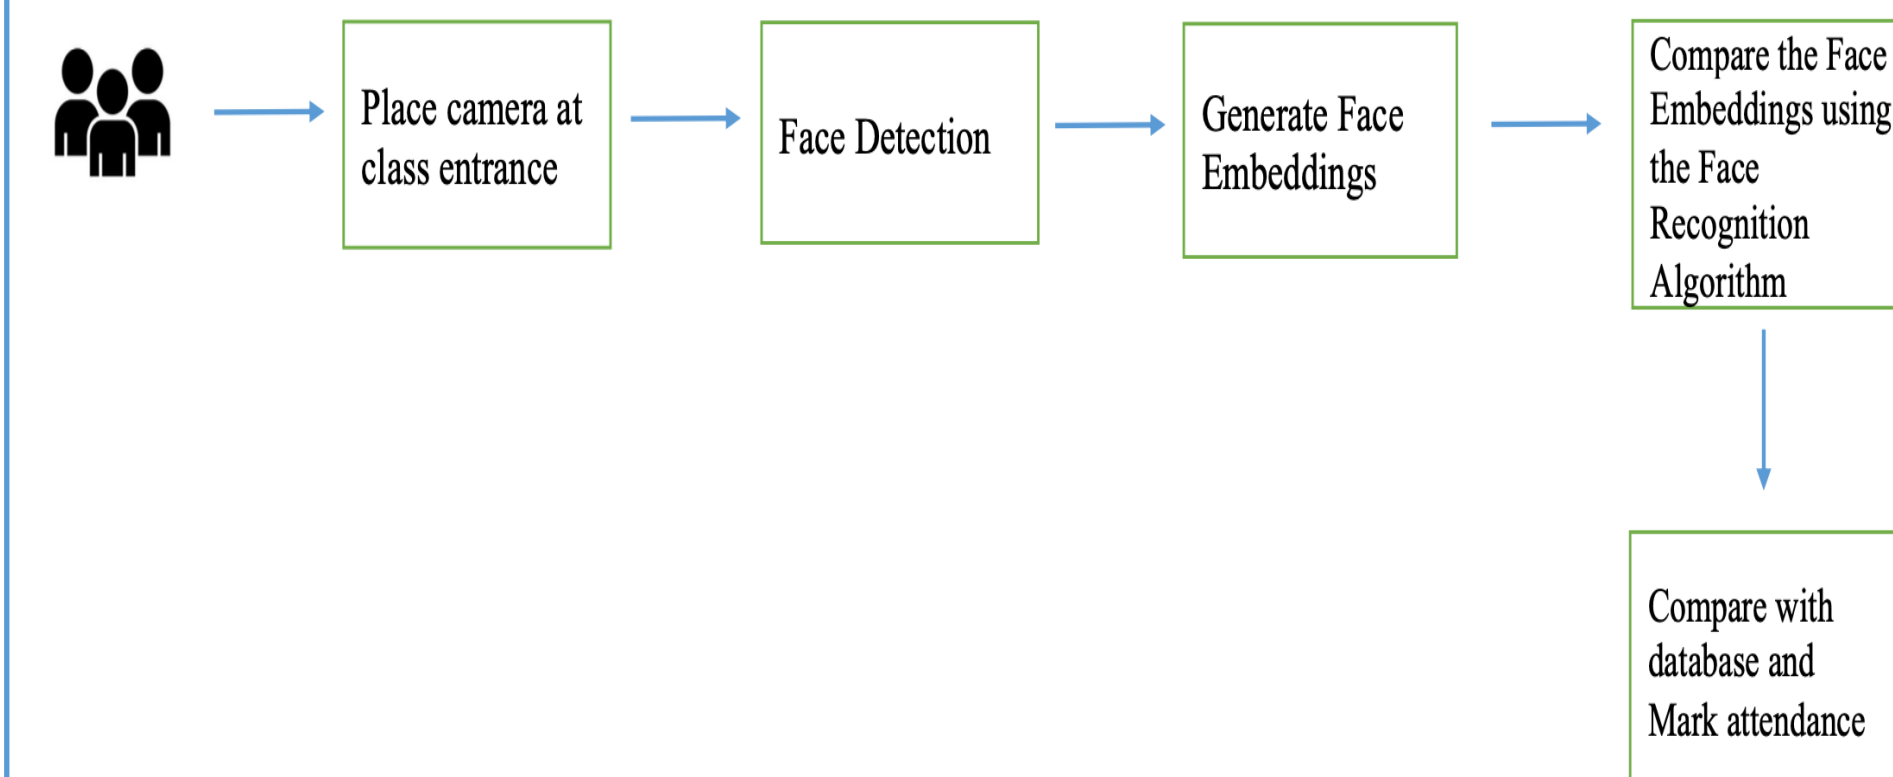 Place camera at
class entrance
Face Detection
Generate Face
Embeddings
Compare the Face
Embeddings using
the Face
Recognition
Algorithm
Compare with
database and
Mark attendance